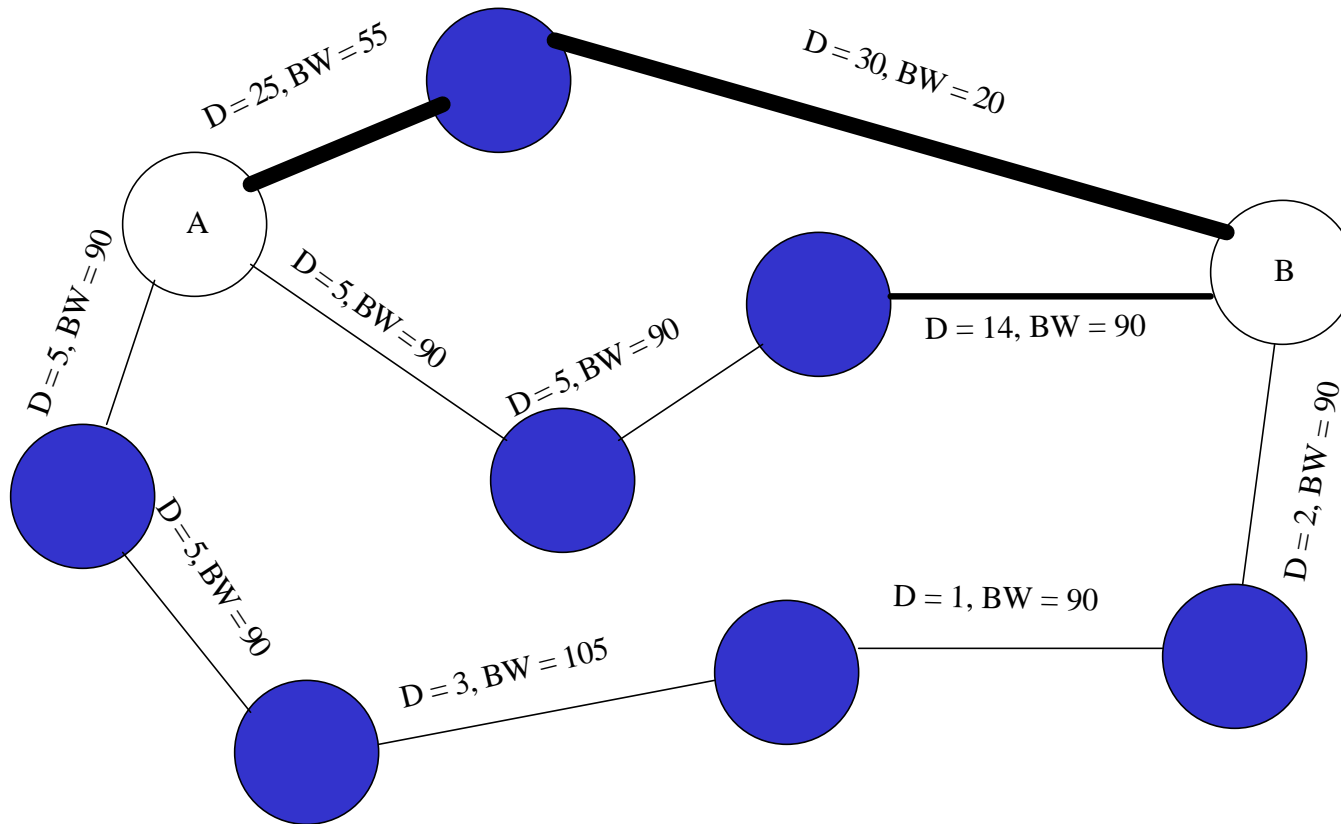 D = 25, BW = 55
D = 30, BW = 20
A
B
D = 5, BW = 90
D = 5, BW = 90
D = 5, BW = 90
D = 14, BW = 90
D = 2, BW = 90
D = 5, BW = 90
D = 1, BW = 90
D = 3, BW = 105